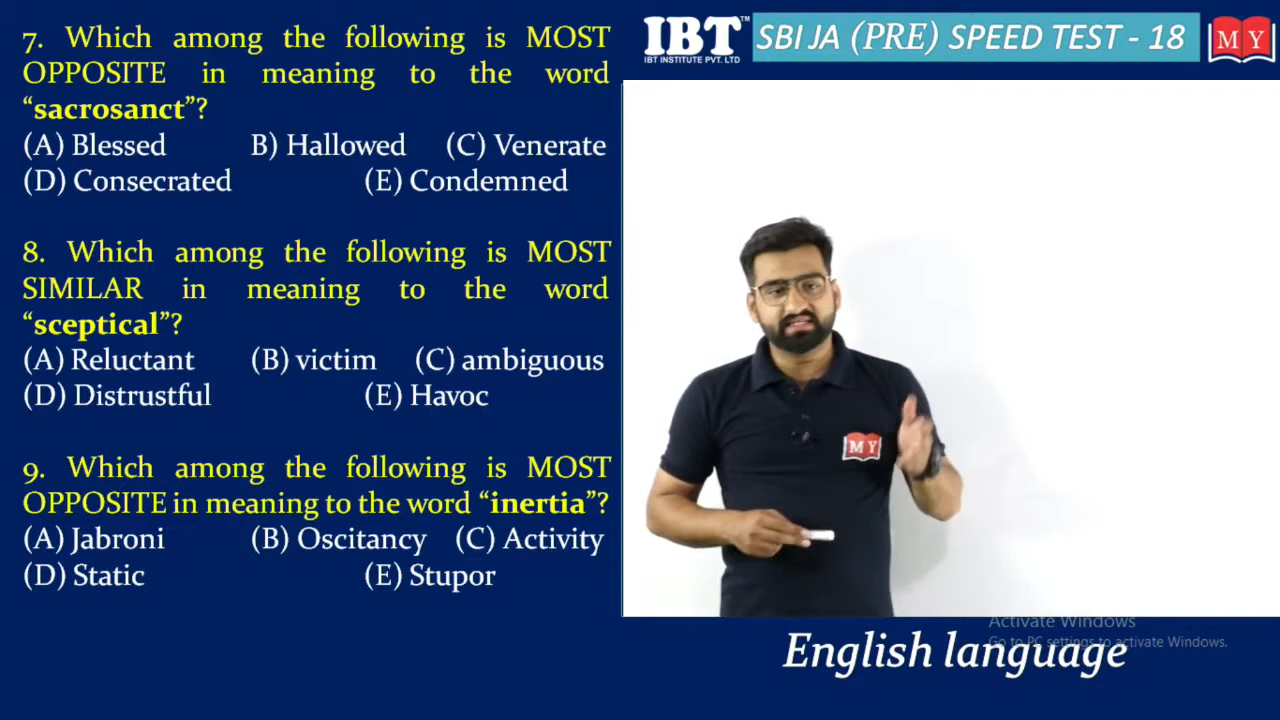 7. Which among the following is MOST
OPPOSITE in meaning to the word
“sacrosanct”?
(A) Blessed B) Hallowed (C) Venerate
(D) Consecrated (E) Condemned
8. Which among the following is MOST
SIMILAR in meaning to the word
“sceptical”?
(A) Reluctant (B) victim (C) ambiguous
(D) Distrustful (E) Havoc
9. Which among the following is MOST
OPPOSITE in meaning to the word “inertia”?
(A) Jabroni (B) Oscitancy (C) Activity
(D) Static (E) Stupor
IBT™
IBT INSTITUTE PVT. LTD
SBI JA (PRE) SPEED TEST - 18
MY
MY
Activate Windows
Go to PC settings to activate Windows.
English language